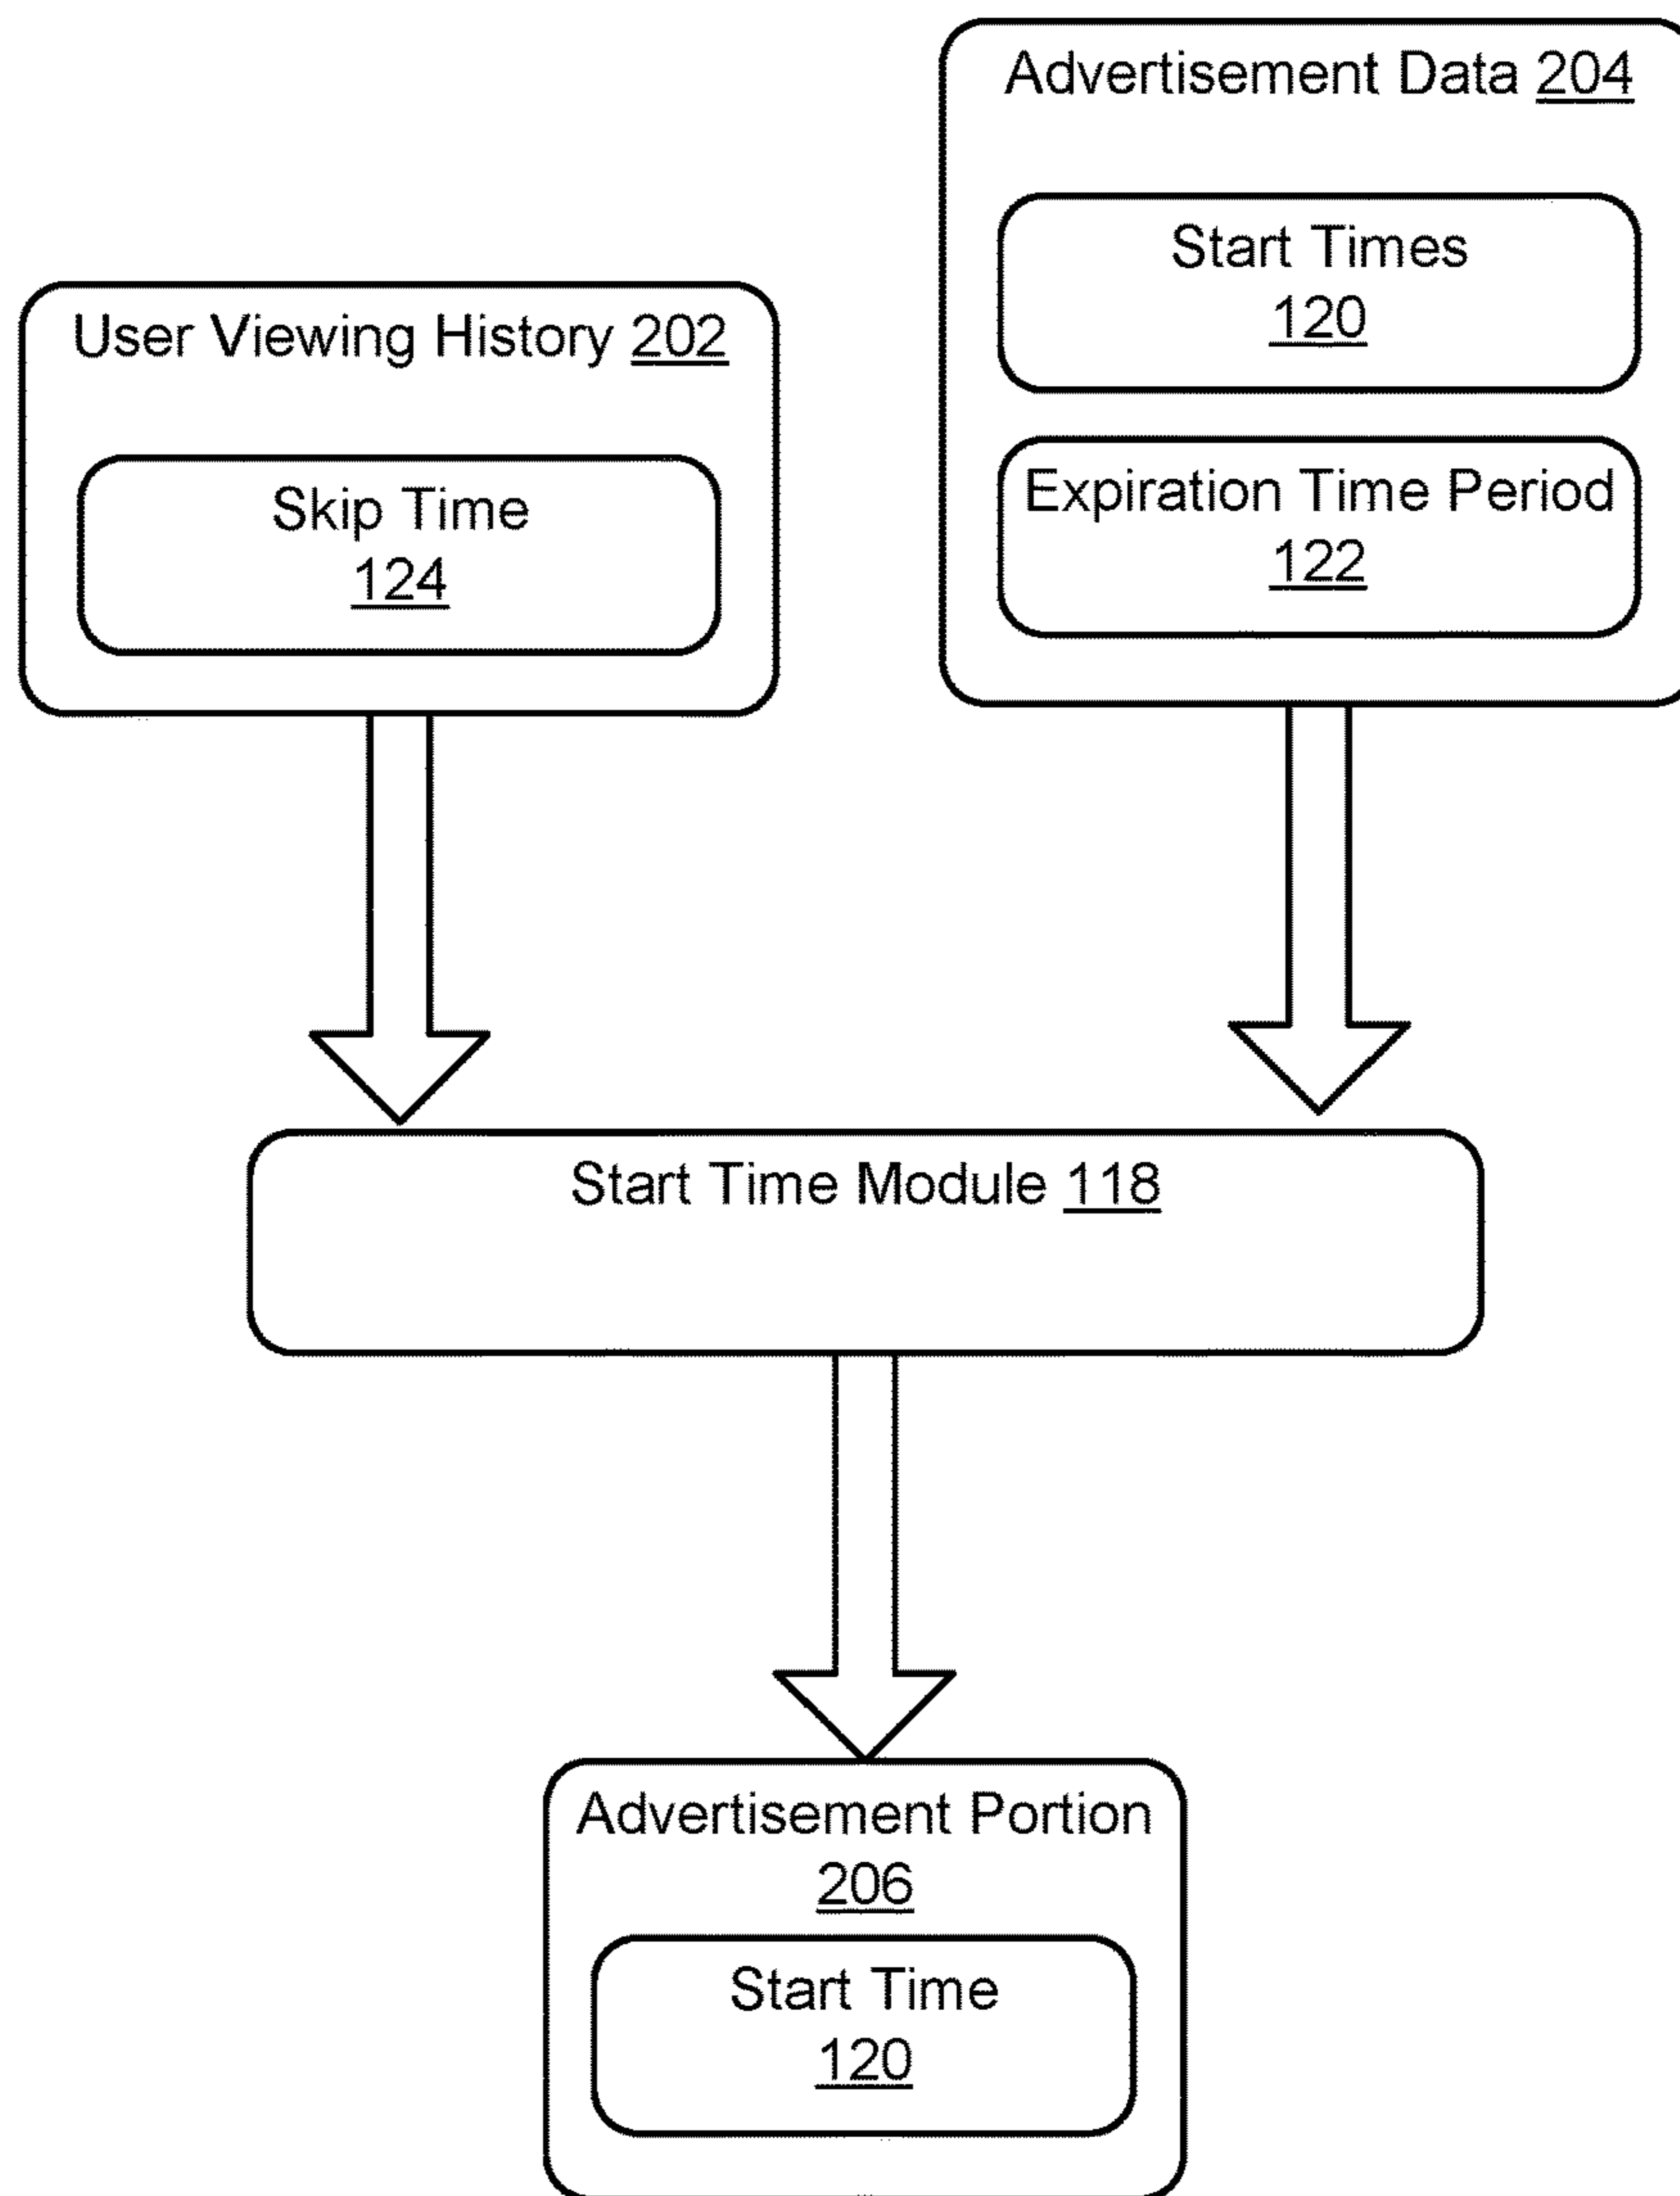 Advertisement Data 204
Start Times
120
Expiration Time Period
122
User Viewing History 202
Skip Time
124
Start Time Module 118
Advertisement Portion
206
Start Time
120